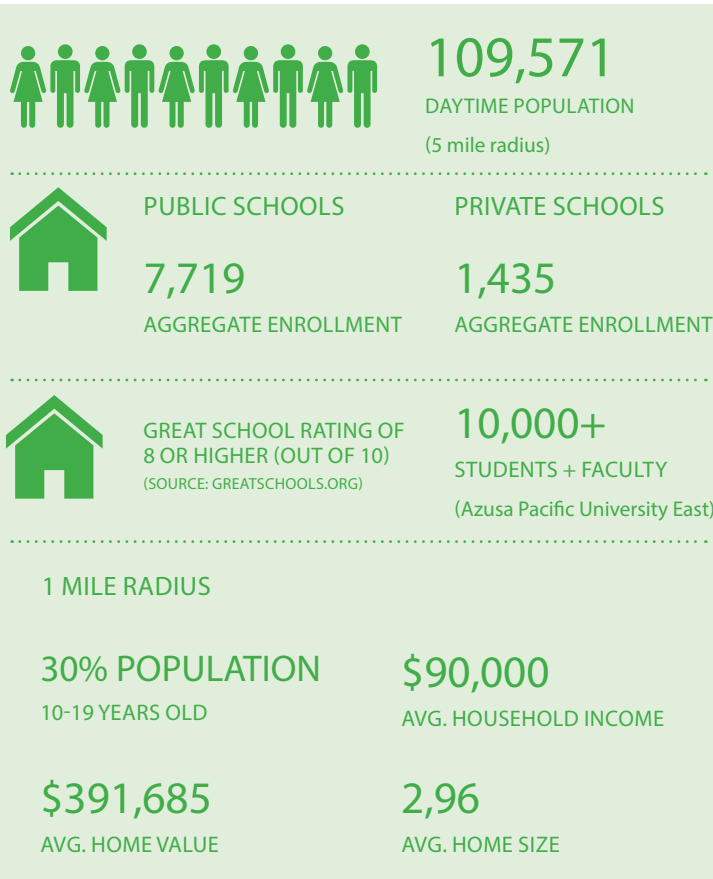 109,571
DAYTIME POPULATION
(5 mile radius)
PUBLIC SCHOOLS
7,719
AGGREGATE ENROLLMENT
PRIVATE SCHOOLS
1,435
AGGREGATE ENROLLMENT
GREAT SCHOOL RATING OF
8 OR HIGHER (OUT OF 10)
(SOURCE: GREATSCHOOLS.ORG)
10,000+
STUDENTS + FACULTY
(Azusa Pacific University East)
1 MILE RADIUS
30% POPULATION
10-19 YEARS OLD
$90,000
AVG. HOUSEHOLD INCOME
$391,685
AVG. HOME VALUE
2,96
AVG. HOME SIZE